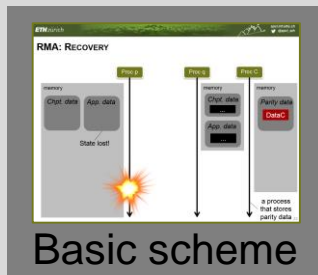 ETHzürich
RMA: RECOVERY
Proc p
Proc q
Proc C
memory
memory
memory
Chpt. data
App. data
Chpt. data
...
App. data
...
Parity data
DataC
State lost!
a process
that stores
parity data
Basic scheme